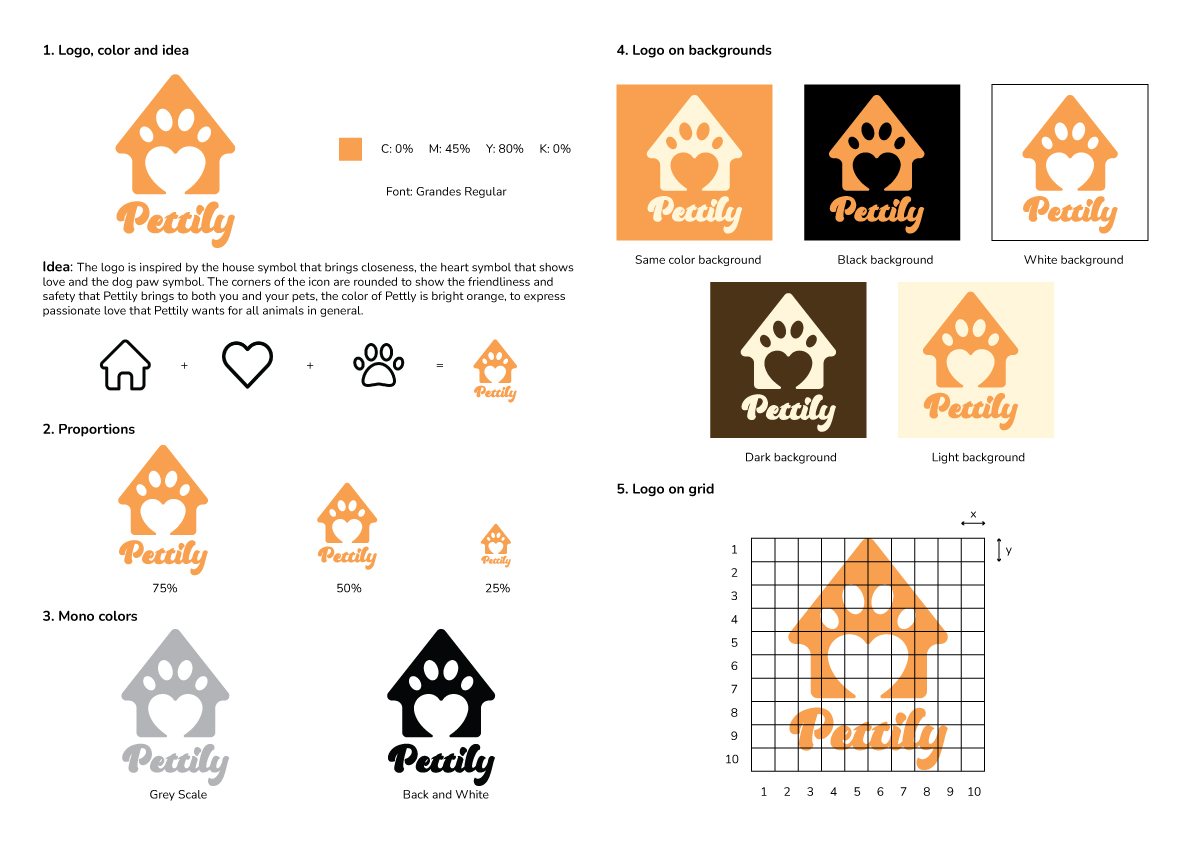 1. Logo, color and idea
Pettily
C: 0% M: 45% Y: 80% K: 0%
Font: Grandes Regular
Idea: The logo is inspired by the house symbol that brings closeness, the heart symbol that shows
love and the dog paw symbol. The corners of the icon are rounded to show the friendliness and
safety that Pettily brings to both you and your pets, the color of Pettly is bright orange, to express
passionate love that Pettily wants for all animals in general.
+ + =
Pettily
2. Proportions
Pettily Pettily Pettily
75% 50% 25%
3. Mono colors
Pettily Pettily
Grey Scale Back and White
4. Logo on backgrounds
Pettily Pettily Pettily
Same color background Black background White background
Pettily Pettily
Dark background Light background
5. Logo on grid
x
y
1
2
3
4
5
6
7
8
9
10
Pettily
1 2 3 4 5 6 7 8 9 10